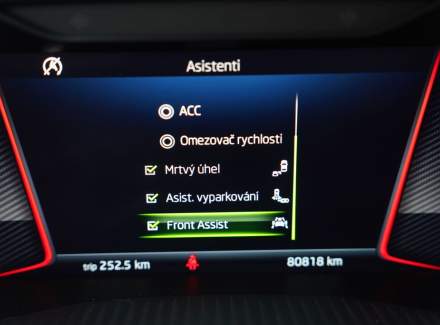 Asistenti
ACC
Omezovač rychlosti
Mrtvý úhel
Asist. vyparkování
Front Assist
trip 252.5 km
80818 km